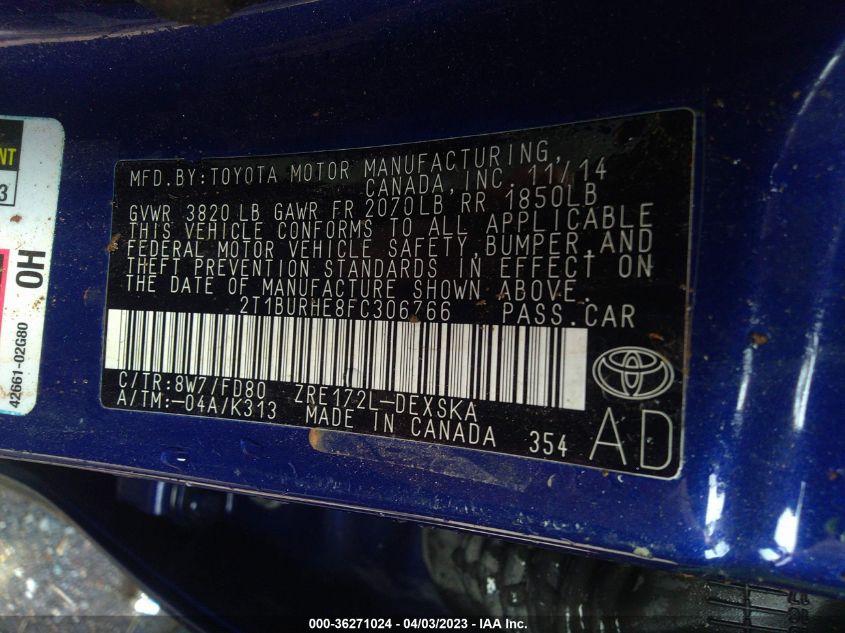 NT
3
OH
42661-02G80
MFD.BY:TOYOTA MOTOR MANUFACTURING,
CANADA,INC. 11/14
GVWR 3820 LB GAWR FR 2070LB RR 1850LB
THIS VEHICLE CONFORMS TO ALL APPLICABLE
FEDERAL MOTOR VEHICLE SAFETY,BUMPER,AND
THEFT PREVENTION STANDARDS IN EFFECT ON
THE DATE OF MANUFACTURE SHOWN ABOVE.
2T1BURHE8FC306766 PASS.CAR
C/TR:8W7/FD80 ZRE172L-DEXSKA
A/TM:-04A/K313 MADE IN CANADA 354
AD
000-36271024 - 04/03/2023 - IAA Inc.